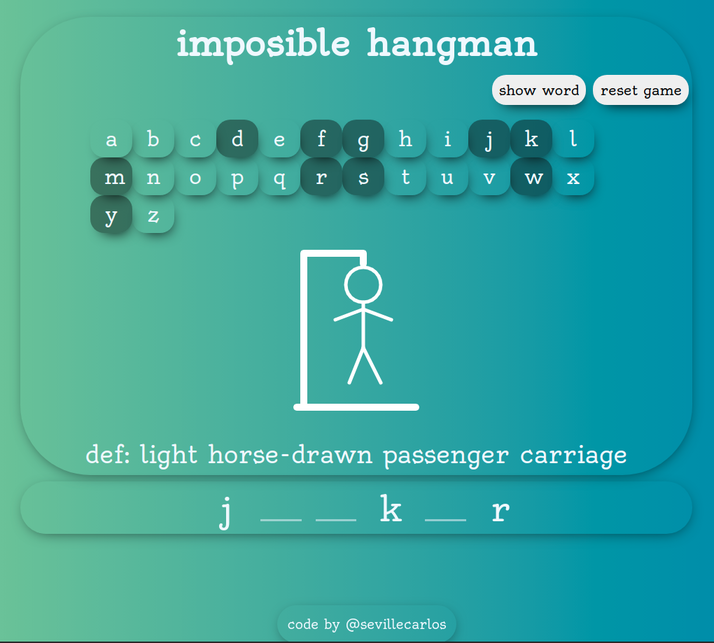 imposible hangman
show word reset game
a b c d e f g h i j k l
m n o p q r s t u v w x
y z
def: light horse-drawn passenger carriage
j __ __ k __ r
code by @sevillecarlos